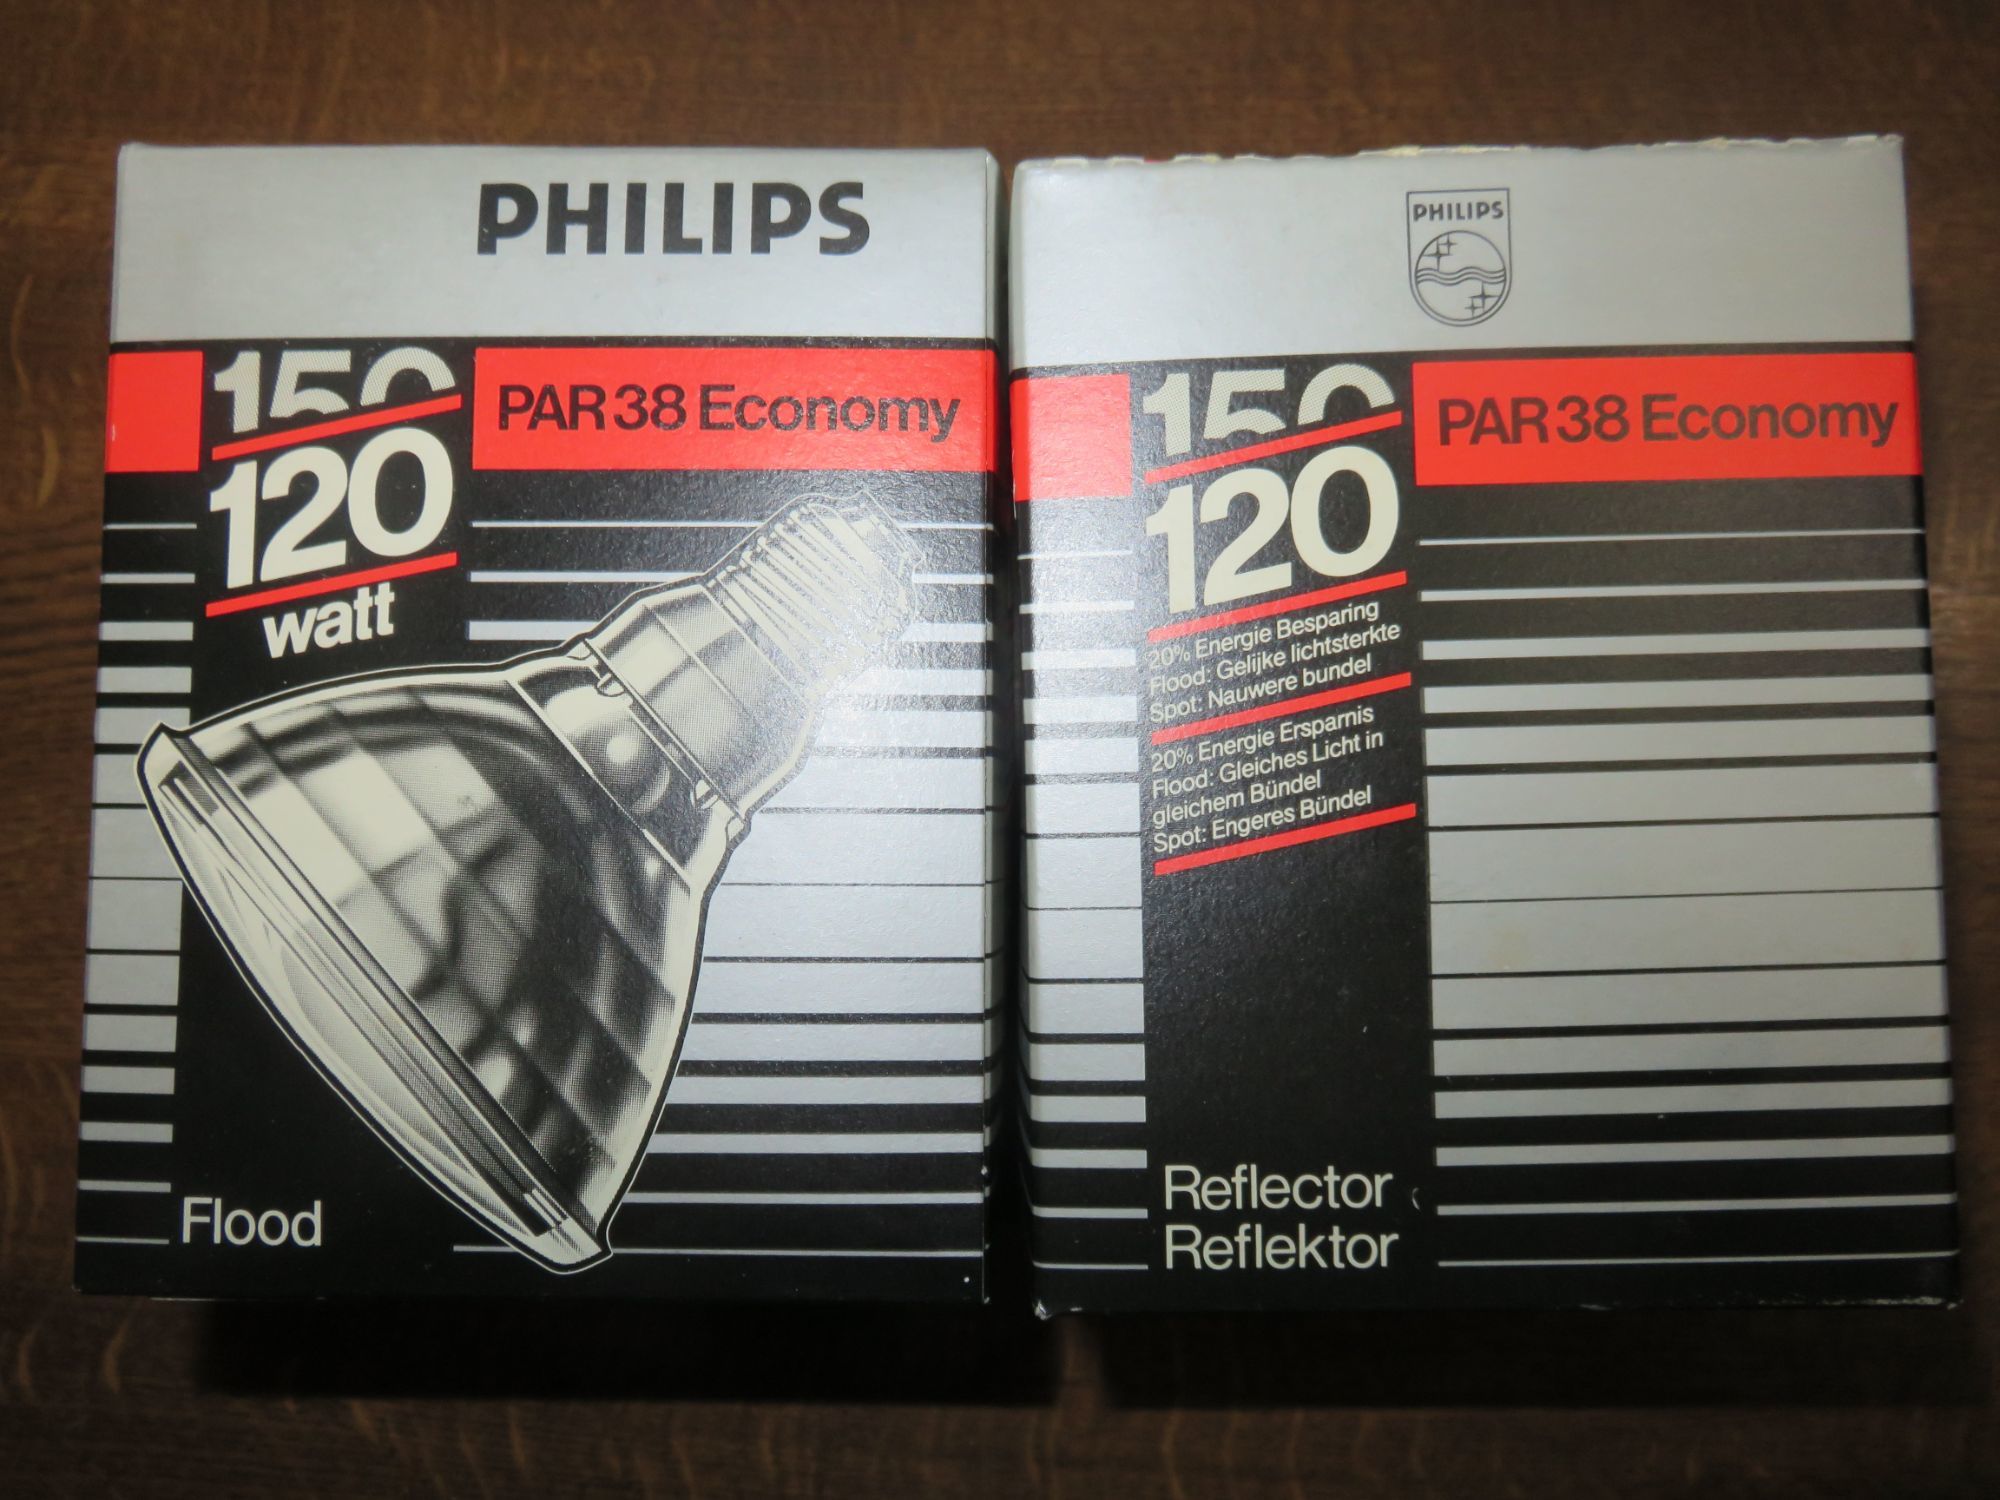 PHILIPS
150
120
watt
PAR 38 Economy
Flood
PHILIPS
150
120
PAR 38 Economy
20% Energie Besparing
Flood: Gelijke lichtsterkte
Spot: Nauwere bundel
20% Energie Ersparnis
Flood: Gleiches Licht in
gleichem Bündel
Spot: Engeres Bündel
Reflector
Reflektor